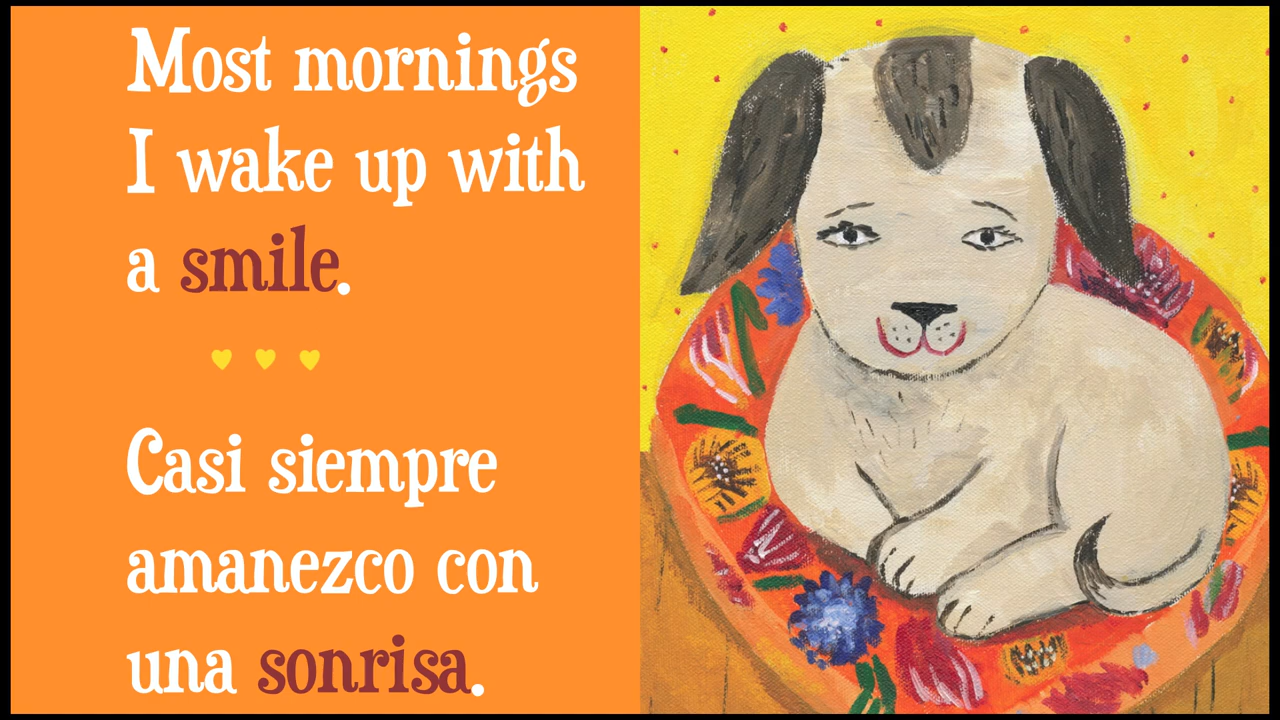 Most mornings
I wake up with
a smile.
Casi siempre
amanezco con
una sonrisa.